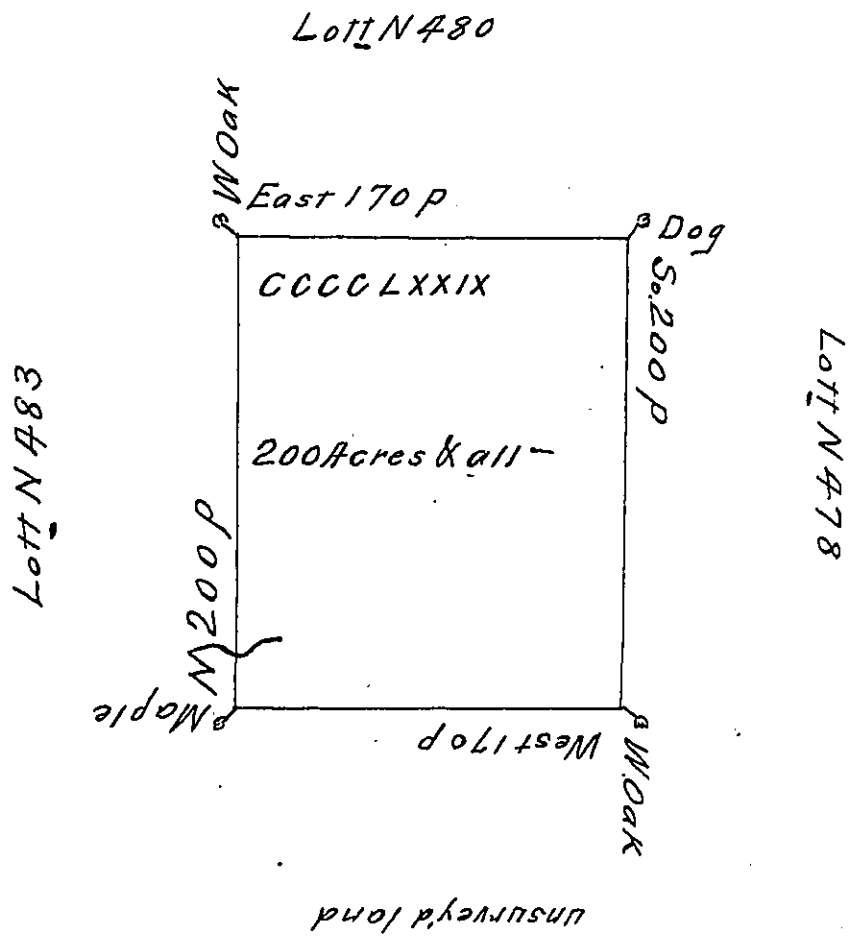 Lott N 480
W Oak
East 170 p
Dog
CCCCLXXIX
So. 200 p
Lott N 483
200 Acres & all
Lott N 478
N 200 p
Maple
West 170 p
W. Oak
unsurvey'd land